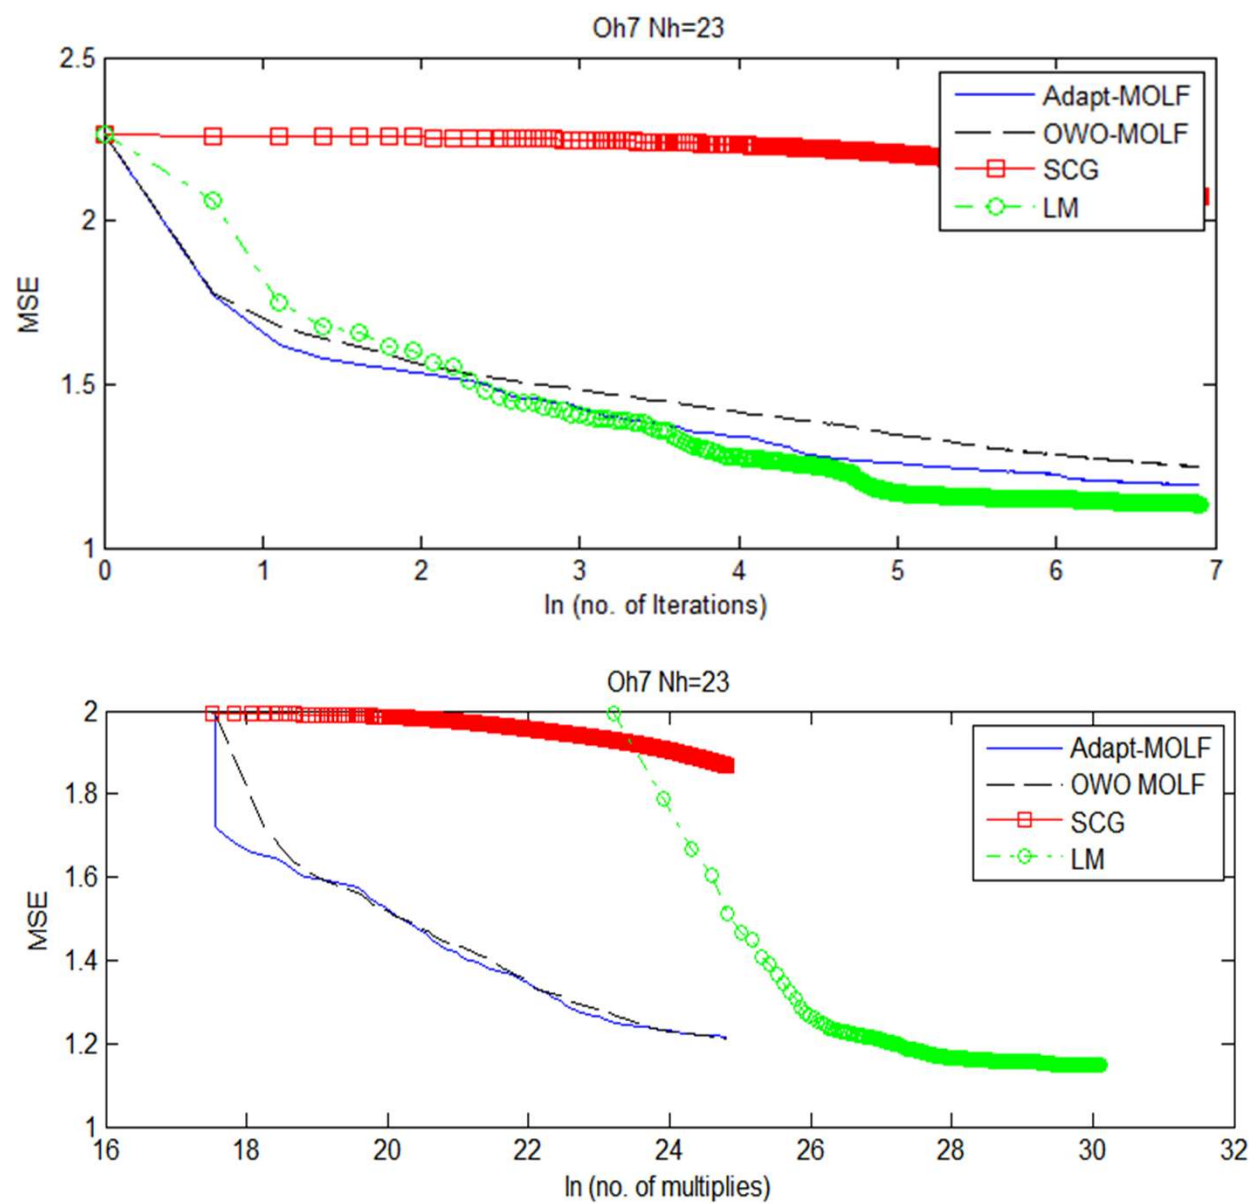 Oh7 Nh=23
2.5
2
1.5
1
MSE
Adapt-MOLF
OWO-MOLF
SCG
LM
0 1 2 3 4 5 6 7
ln (no. of Iterations)
Oh7 Nh=23
2
1.8
1.6
1.4
1.2
1
MSE
Adapt-MOLF
OWO MOLF
SCG
LM
16 18 20 22 24 26 28 30 32
ln (no. of multiplies)